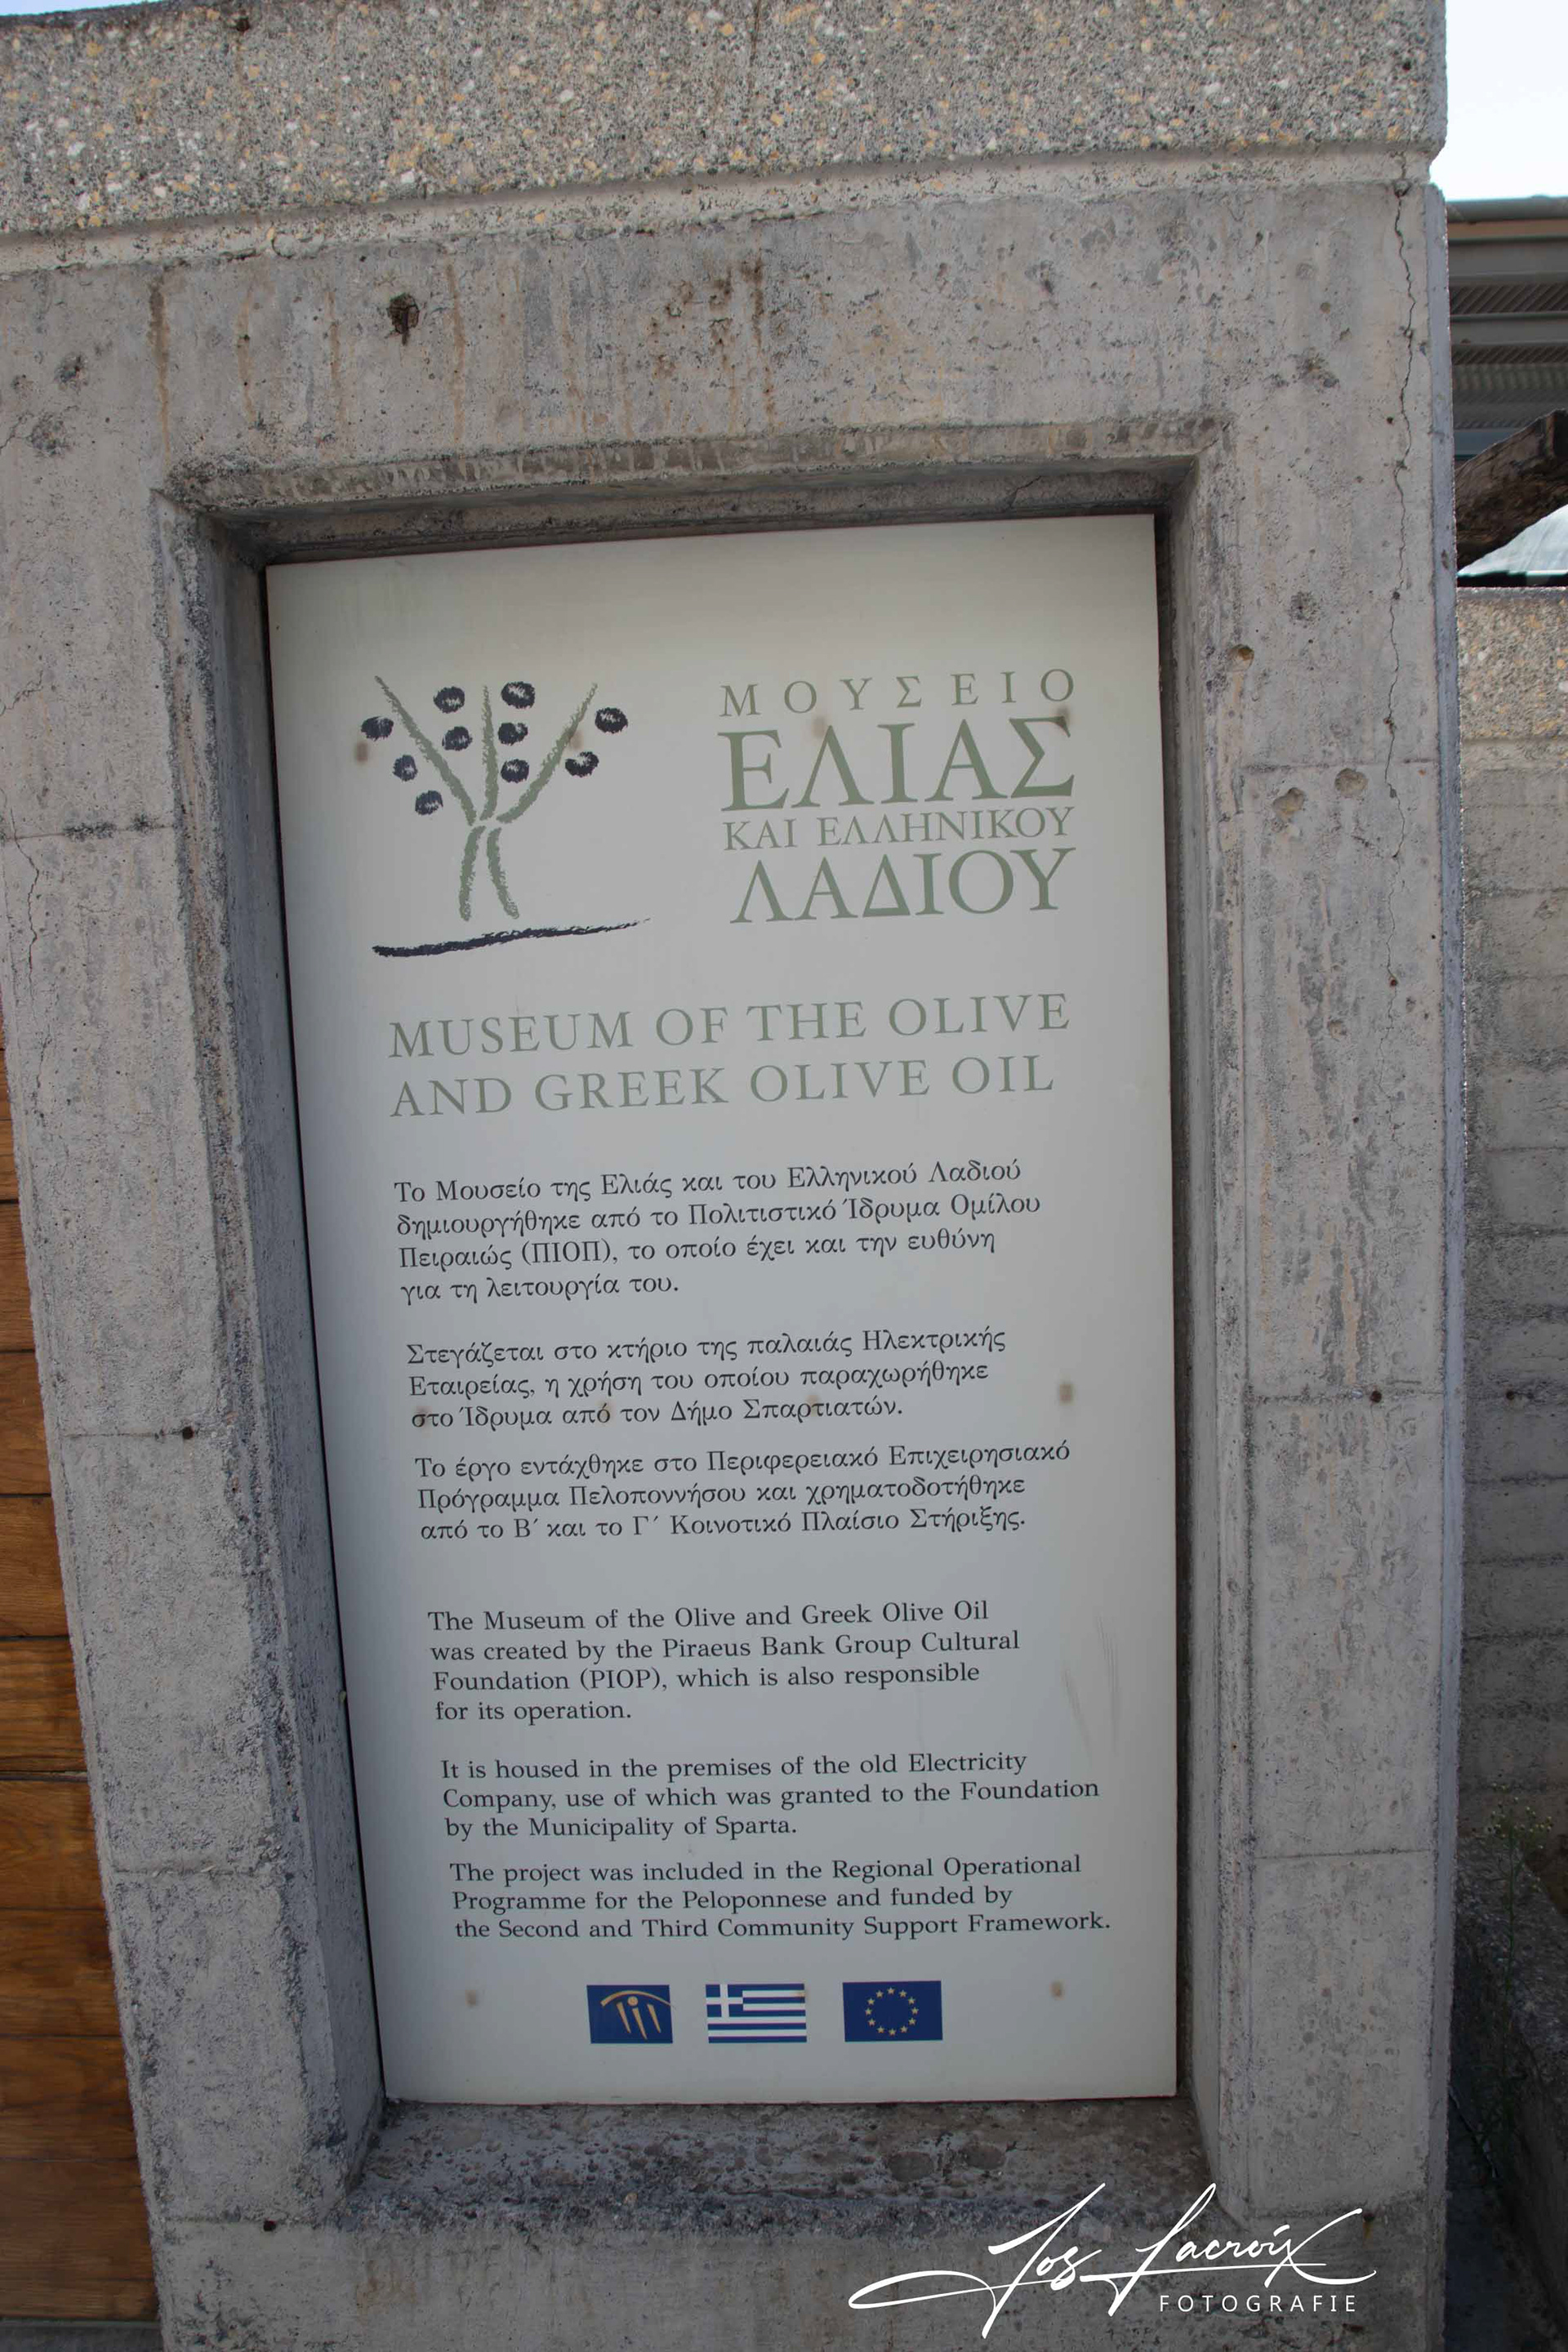 ΜΟΥΣΕΙΟ
ΕΛΙΑΣ
ΚΑΙ ΕΛΛΗΝΙΚΟΥ
ΛΑΔΙΟΥ
MUSEUM OF THE OLIVE
AND GREEK OLIVE OIL
Το Μουσείο της Ελιάς και του Ελληνικού Λαδιού
δημιουργήθηκε από το Πολιτιστικό Ίδρυμα Ομίλου
Πειραιώς (ΠΙΟΠ), το οποίο έχει και την ευθύνη
για τη λειτουργία του.
Στεγάζεται στο κτήριο της παλαιάς Ηλεκτρικής
Εταιρείας, η χρήση του οποίου παραχωρήθηκε
στο Ίδρυμα από τον Δήμο Σπαρτιατών.
Το έργο εντάχθηκε στο Περιφερειακό Επιχειρησιακό
Πρόγραμμα Πελοποννήσου και χρηματοδοτήθηκε
από το Β΄ και το Γ΄ Κοινοτικό Πλαίσιο Στήριξης.
The Museum of the Olive and Greek Olive Oil
was created by the Piraeus Bank Group Cultural
Foundation (PIOP), which is also responsible
for its operation.
It is housed in the premises of the old Electricity
Company, use of which was granted to the Foundation
by the Municipality of Sparta.
The project was included in the Regional Operational
Programme for the Peloponnese and funded by
the Second and Third Community Support Framework.
Jos Lacroix
FOTOGRAFIE